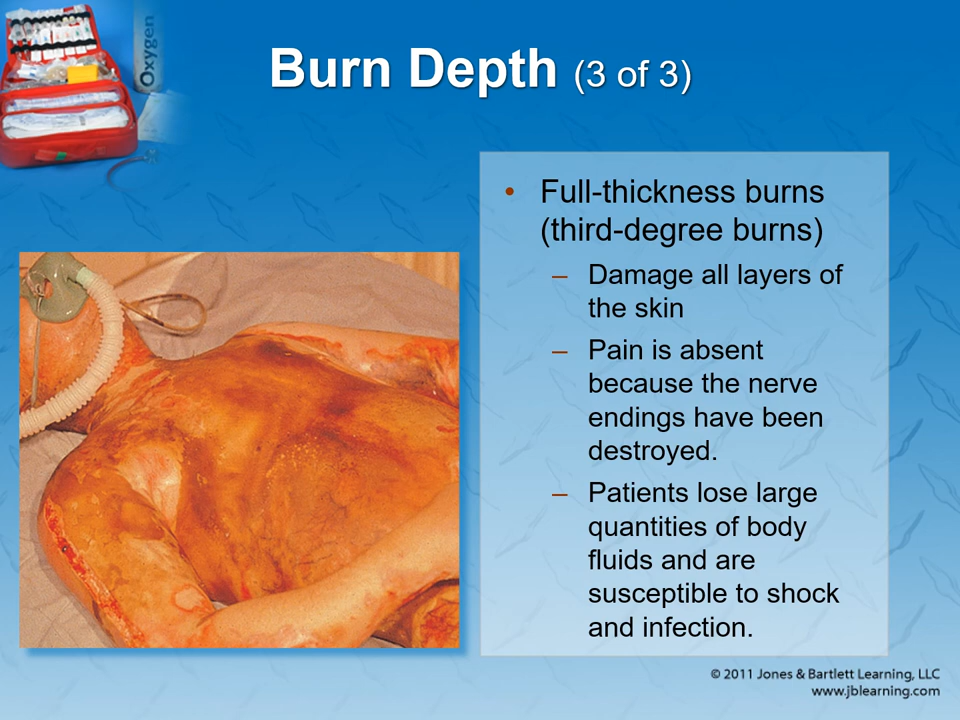 Oxygen
Burn Depth (3 of 3)
• Full-thickness burns
(third-degree burns)
– Damage all layers of
the skin
– Pain is absent
because the nerve
endings have been
destroyed.
– Patients lose large
quantities of body
fluids and are
susceptible to shock
and infection.
© 2011 Jones & Bartlett Learning, LLC
www.jblearning.com